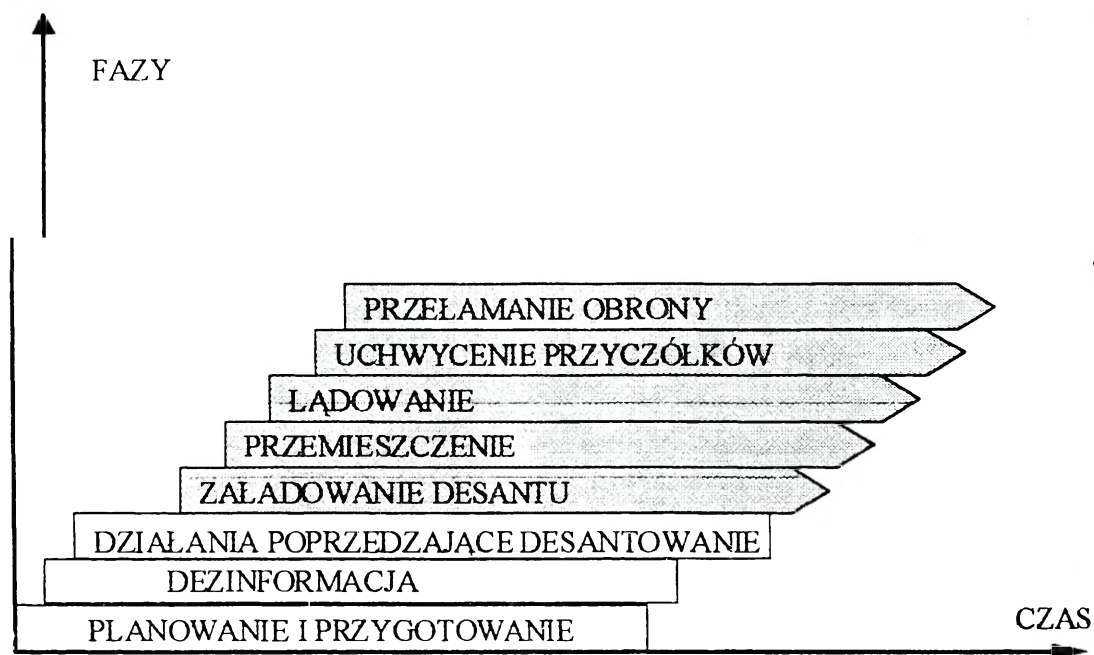 FAZY
PRZEŁAMANIE OBRONY
UCHWYCENIE PRZYCZÓŁKÓW
LĄDOWANIE
PRZEMIESZCZENIE
ZAŁADOWANIE DESANTU
DZIAŁANIA POPRZEDZAJĄCE DESANTOWANIE
DEZINFORMACJA
PLANOWANIE I PRZYGOTOWANIE
CZAS